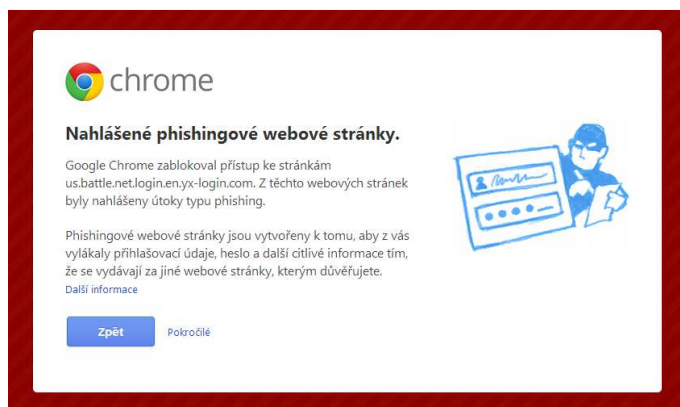 chrome
Nahlášené phishingové webové stránky.
Google Chrome zablokoval přístup ke stránkám
us.battle.net.login.en.yx-login.com. Z těchto webových stránek
byly nahlášeny útoky typu phishing.
Phishingové webové stránky jsou vytvořeny k tomu, aby z vás
vylákaly přihlašovací údaje, heslo a další citlivé informace tím,
že se vydávají za jiné webové stránky, kterým důvěřujete.
Další informace
Zpět
Pokročilé